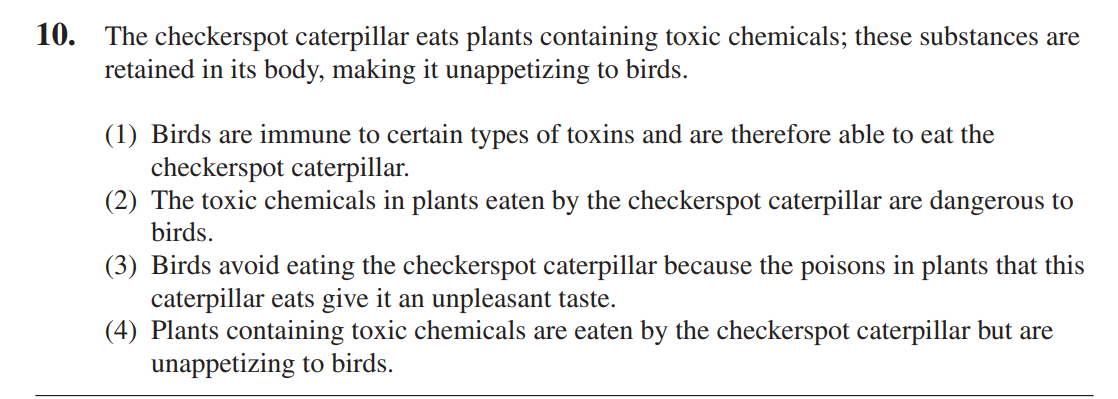 10. The checkerspot caterpillar eats plants containing toxic chemicals; these substances are
retained in its body, making it unappetizing to birds.
(1) Birds are immune to certain types of toxins and are therefore able to eat the
checkerspot caterpillar.
(2) The toxic chemicals in plants eaten by the checkerspot caterpillar are dangerous to
birds.
(3) Birds avoid eating the checkerspot caterpillar because the poisons in plants that this
caterpillar eats give it an unpleasant taste.
(4) Plants containing toxic chemicals are eaten by the checkerspot caterpillar but are
unappetizing to birds.